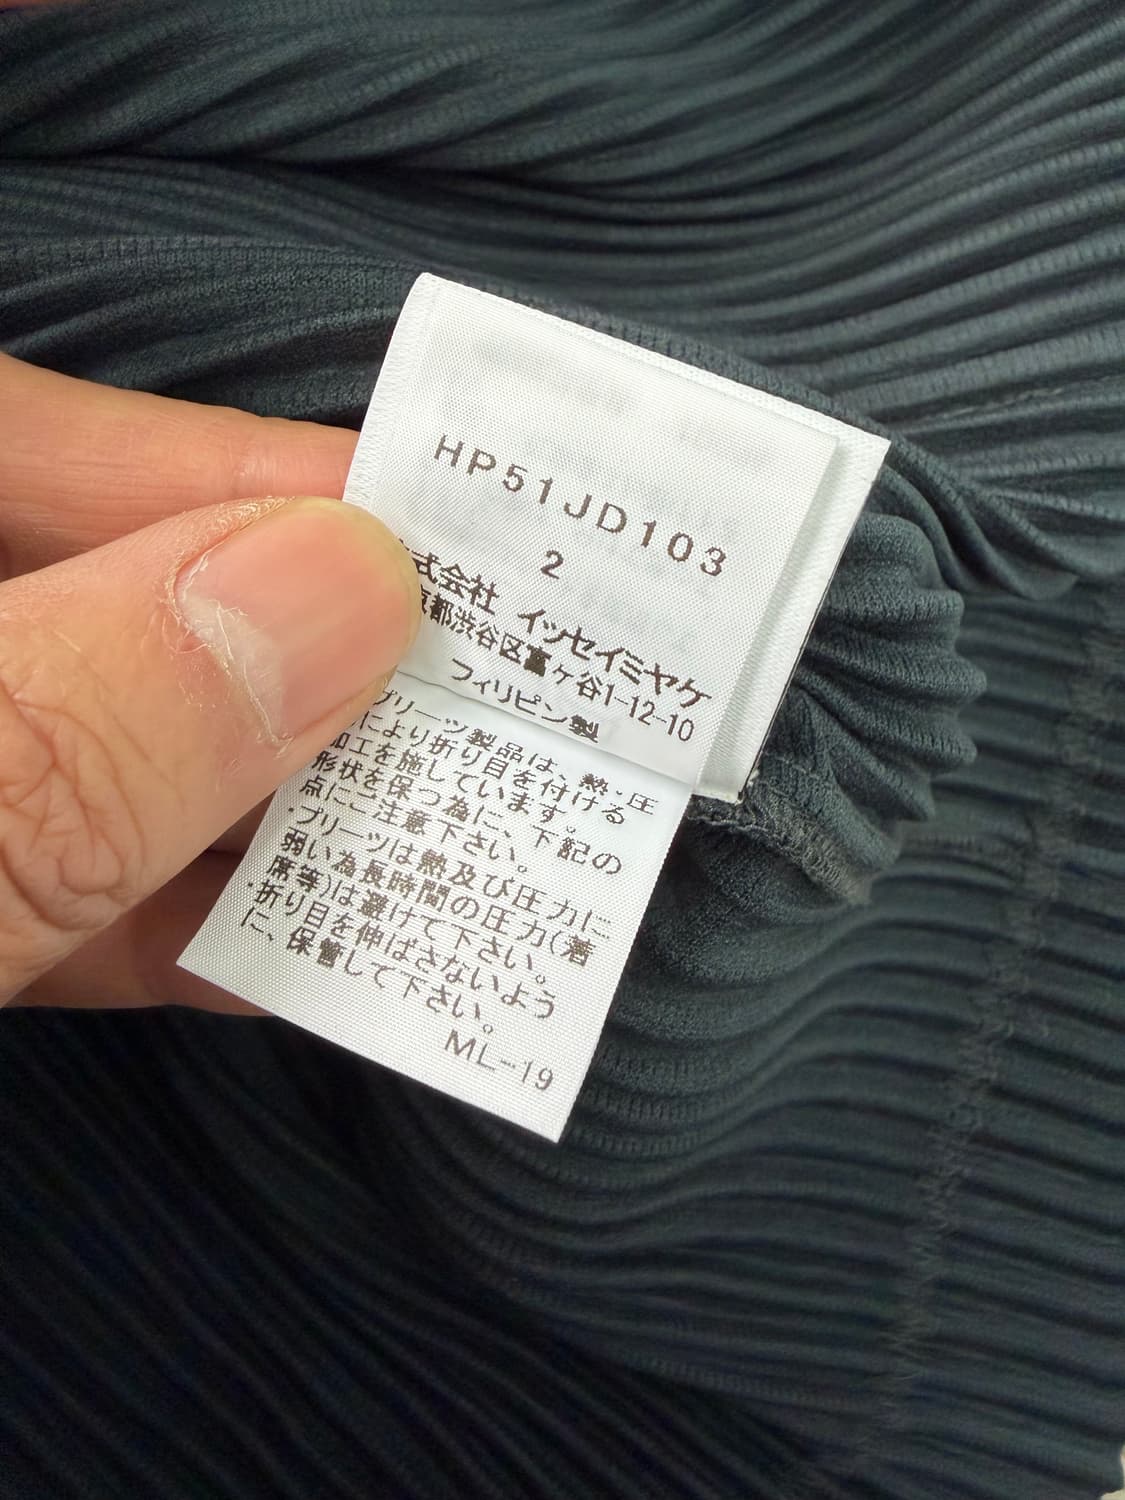 HP51JD103
2
式会社 イッセイミヤケ
京都渋谷区富ヶ谷1-12-10
フィリピン製
プリーツ製品は、熱・圧
により折り目を付ける
加工を施しています。
形状を保つ為に、下記の
点にご注意下さい。
・プリーツは熱及び圧力に
弱い為長時間の圧力(着
席等)は避けて下さい。
・折り目を伸ばさないよう
に、保管して下さい。
ML-19